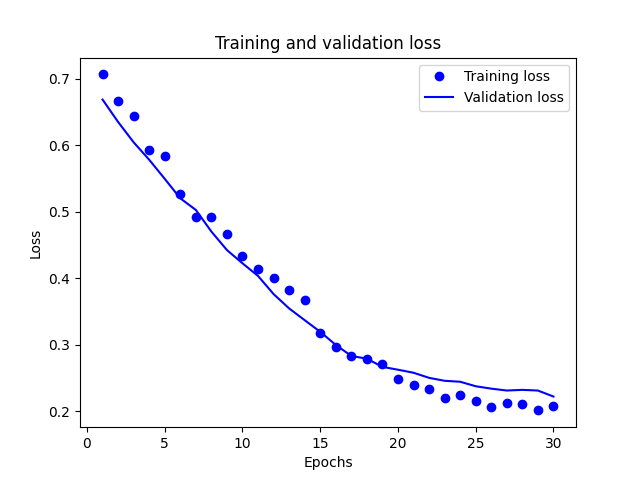 Training and validation loss
Training loss
Validation loss
0.7
0.6
0.5
0.4
0.3
0.2
Loss
0 5 10 15 20 25 30
Epochs